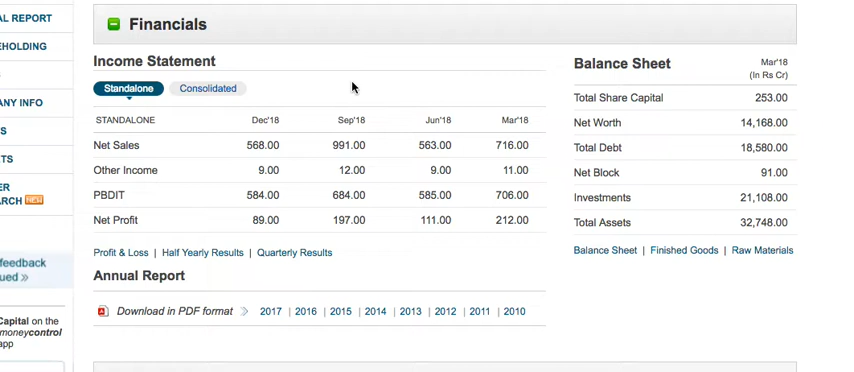 AL REPORT
EHOLDING
ANY INFO
S
TS
ER
ARCH NEW
feedback
ued »
Capital on the
moneycontrol
app
Financials
Income Statement
Standalone Consolidated
STANDALONE Dec'18 Sep'18 Jun'18 Mar'18
Net Sales 568.00 991.00 563.00 716.00
Other Income 9.00 12.00 9.00 11.00
PBDIT 584.00 684.00 585.00 706.00
Net Profit 89.00 197.00 111.00 212.00
Profit & Loss | Half Yearly Results | Quarterly Results
Annual Report
Download in PDF format 2017 | 2016 | 2015 | 2014 | 2013 | 2012 | 2011 | 2010
Balance Sheet Mar'18
(In Rs Cr)
Total Share Capital 253.00
Net Worth 14,168.00
Total Debt 18,580.00
Net Block 91.00
Investments 21,108.00
Total Assets 32,748.00
Balance Sheet | Finished Goods | Raw Materials